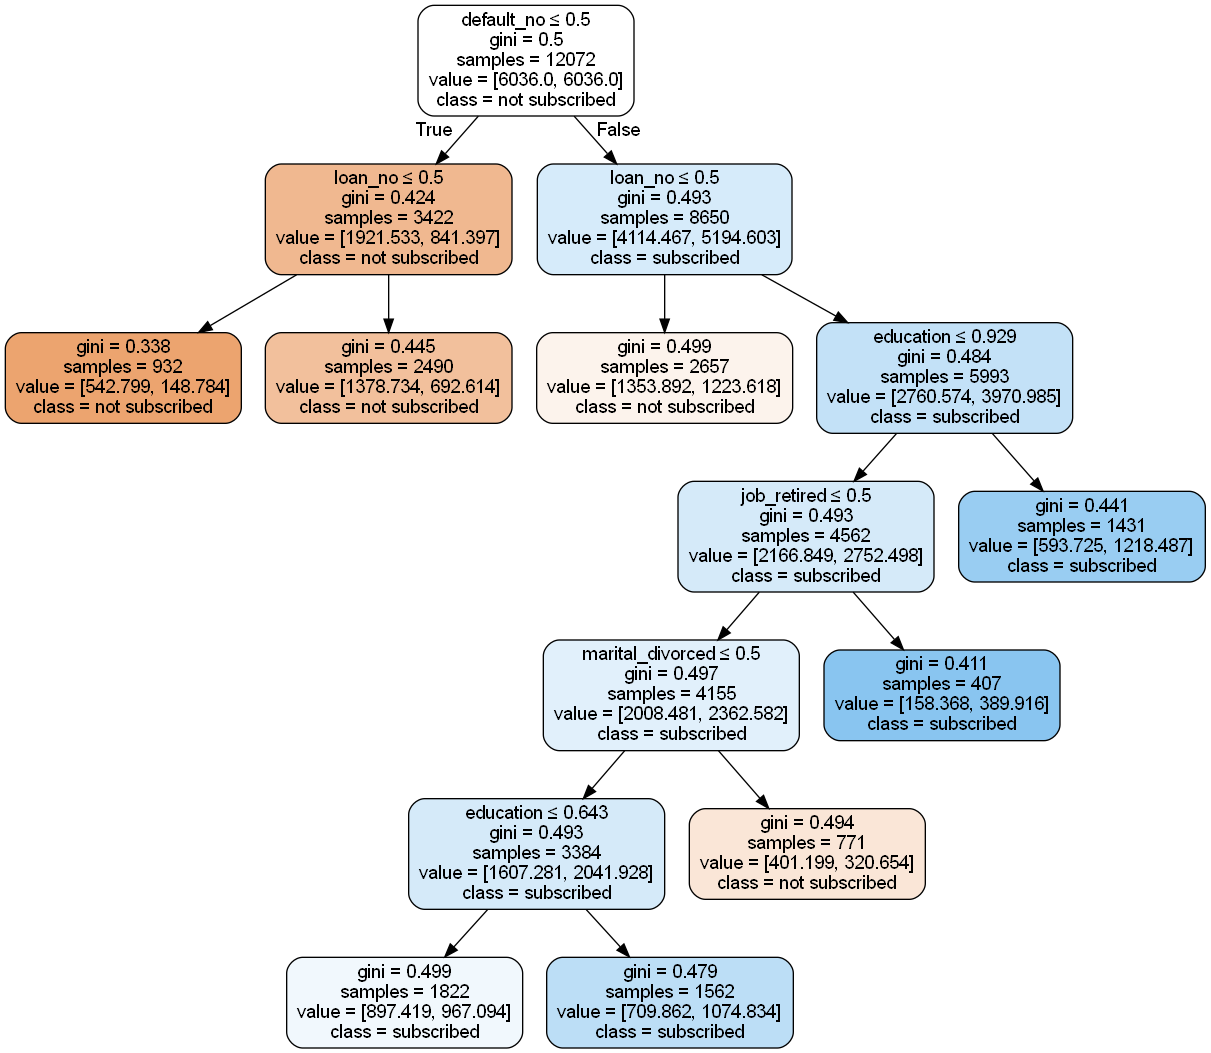 default_no ≤ 0.5
gini = 0.5
samples = 12072
value = [6036.0, 6036.0]
class = not subscribed
True
False
loan_no ≤ 0.5
gini = 0.424
samples = 3422
value = [1921.533, 841.397]
class = not subscribed
loan_no ≤ 0.5
gini = 0.493
samples = 8650
value = [4114.467, 5194.603]
class = subscribed
gini = 0.338
samples = 932
value = [542.799, 148.784]
class = not subscribed
gini = 0.445
samples = 2490
value = [1378.734, 692.614]
class = not subscribed
gini = 0.499
samples = 2657
value = [1353.892, 1223.618]
class = not subscribed
education ≤ 0.929
gini = 0.484
samples = 5993
value = [2760.574, 3970.985]
class = subscribed
job_retired ≤ 0.5
gini = 0.493
samples = 4562
value = [2166.849, 2752.498]
class = subscribed
gini = 0.441
samples = 1431
value = [593.725, 1218.487]
class = subscribed
marital_divorced ≤ 0.5
gini = 0.497
samples = 4155
value = [2008.481, 2362.582]
class = subscribed
gini = 0.411
samples = 407
value = [158.368, 389.916]
class = subscribed
education ≤ 0.643
gini = 0.493
samples = 3384
value = [1607.281, 2041.928]
class = subscribed
gini = 0.494
samples = 771
value = [401.199, 320.654]
class = not subscribed
gini = 0.499
samples = 1822
value = [897.419, 967.094]
class = subscribed
gini = 0.479
samples = 1562
value = [709.862, 1074.834]
class = subscribed